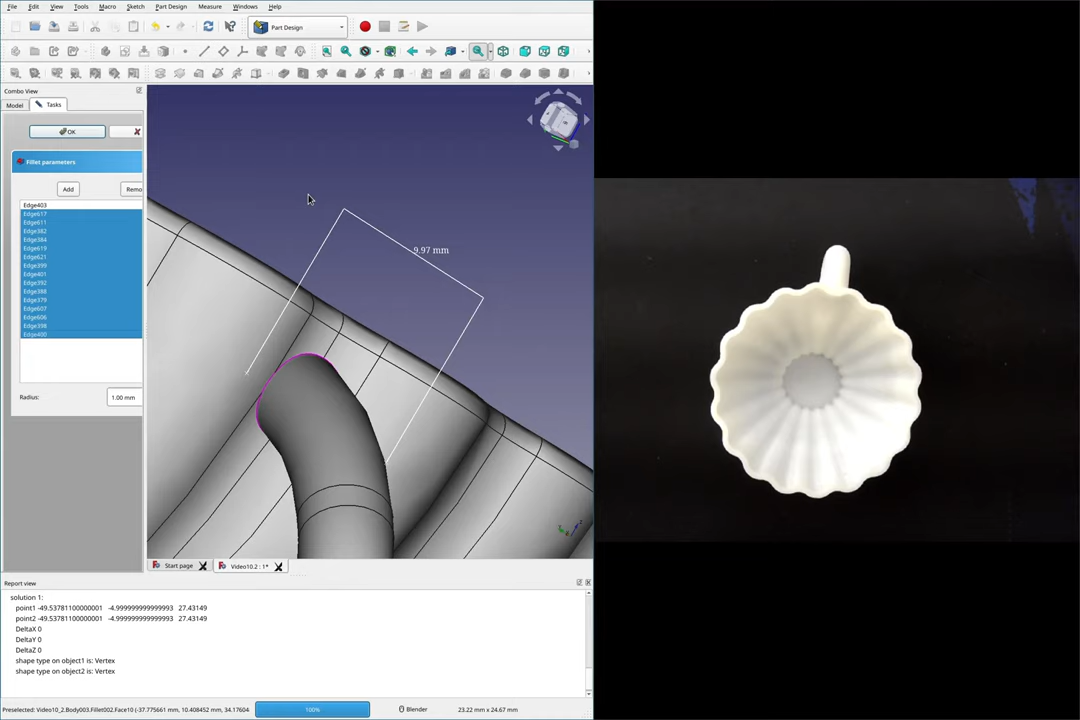 File Edit View Tools Macro Sketch Part Design Measure Windows Help
Part Design
Combo View
Model Tasks
OK
Fillet parameters
Add Remo
Edge403
Edge617
Edge611
Edge382
Edge384
Edge619
Edge621
Edge399
Edge401
Edge392
Edge388
Edge379
Edge607
Edge606
Edge398
Edge400
Radius: 1.00 mm
9.97 mm
Start page Video10.2 : 1*
Report view
solution 1:
point1 -49.53781100000001 -4.999999999999993 27.43149
point2 -49.53781100000001 -4.999999999999993 27.43149
DeltaX 0
DeltaY 0
DeltaZ 0
shape type on object1 is: Vertex
shape type on object2 is: Vertex
Preselected: Video10_2.Body003.Fillet002.Face10 (-37.775661 mm, 10.408452 mm, 34.17604 100% Blender 23.22 mm x 24.67 mm